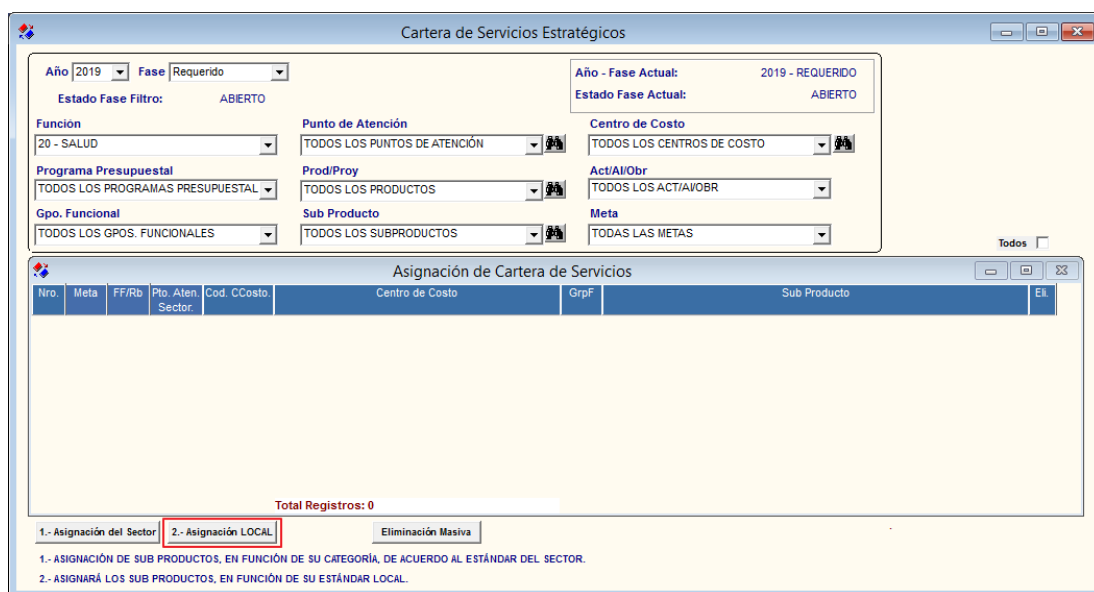 Cartera de Servicios Estratégicos
Año 2019 Fase Requerido
Estado Fase Filtro: ABIERTO
Año - Fase Actual: 2019 - REQUERIDO
Estado Fase Actual: ABIERTO
Función Punto de Atención Centro de Costo
20 - SALUD TODOS LOS PUNTOS DE ATENCIÓN TODOS LOS CENTROS DE COSTO
Programa Presupuestal Prod/Proy Act/AI/Obr
TODOS LOS PROGRAMAS PRESUPUESTAL TODOS LOS PRODUCTOS TODOS LOS ACT/AI/OBR
Gpo. Funcional Sub Producto Meta
TODOS LOS GPOS. FUNCIONALES TODOS LOS SUBPRODUCTOS TODAS LAS METAS
Todos
Asignación de Cartera de Servicios
Nro. Meta FF/Rb Pto. Aten. Sector. Cod. CCosto. Centro de Costo GrpF Sub Producto Eli.
Total Registros: 0
1.- Asignación del Sector 2.- Asignación LOCAL Eliminación Masiva
1.- ASIGNACIÓN DE SUB PRODUCTOS, EN FUNCIÓN DE SU CATEGORÍA, DE ACUERDO AL ESTÁNDAR DEL SECTOR.
2.- ASIGNARÁ LOS SUB PRODUCTOS, EN FUNCIÓN DE SU ESTÁNDAR LOCAL.